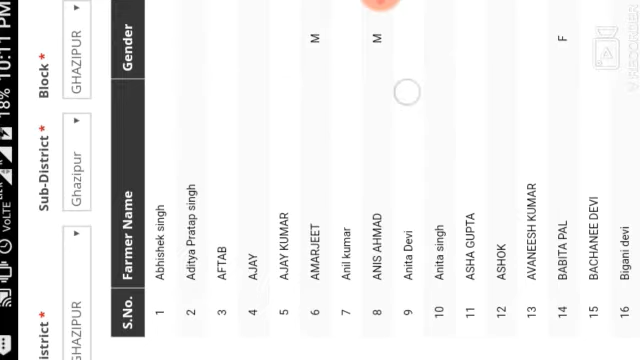 VoLTE 18% 10:11 PM
istrict * Sub-District * Block *
GHAZIPUR Ghazipur GHAZIPUR
S.No. Farmer Name Gender
1 Abhishek singh
2 Aditya Pratap singh
3 AFTAB
4 AJAY
5 AJAY KUMAR
6 AMARJEET M
7 Anil kumar
8 ANIS AHMAD M
9 Anita Devi
10 Anita singh
11 ASHA GUPTA
12 ASHOK
13 AVANEESH KUMAR
14 BABITA PAL F
15 BACHANEE DEVI
16 Bigani devi
V RECORDER